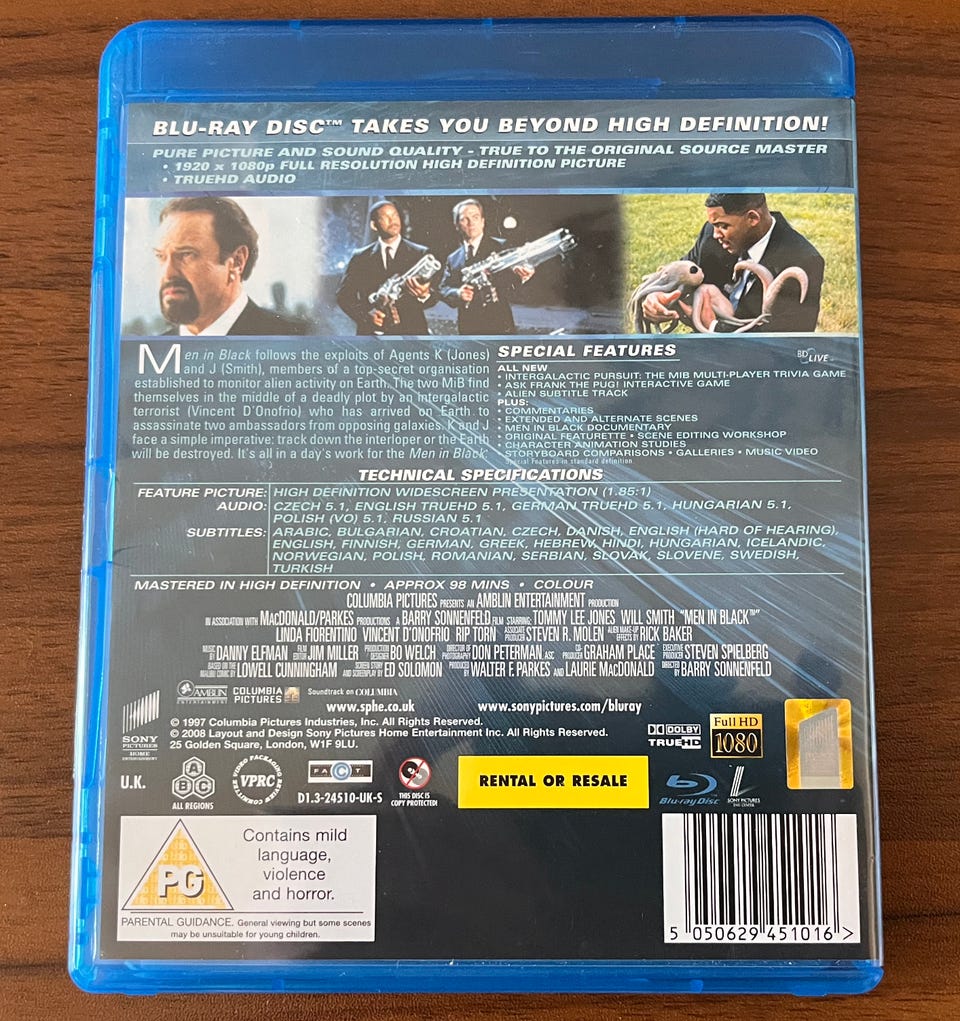 BLU-RAY DISC™ TAKES YOU BEYOND HIGH DEFINITION!
PURE PICTURE AND SOUND QUALITY - TRUE TO THE ORIGINAL SOURCE MASTER
• 1920 x 1080p FULL RESOLUTION HIGH DEFINITION PICTURE
• TRUEHD AUDIO
Men in Black follows the exploits of Agents K (Jones)
and J (Smith), members of a top-secret organisation
established to monitor alien activity on Earth. The two MiB find
themselves in the middle of a deadly plot by an intergalactic
terrorist (Vincent D'Onofrio) who has arrived on Earth to
assassinate two ambassadors from opposing galaxies. K and J
face a simple imperative: track down the interloper or the Earth
will be destroyed. It's all in a day's work for the Men in Black.
SPECIAL FEATURES
BD LIVE™
ALL NEW
• INTERGALACTIC PURSUIT: THE MIB MULTI-PLAYER TRIVIA GAME
• ASK FRANK THE PUG! INTERACTIVE GAME
• ALIEN SUBTITLE TRACK
PLUS:
• COMMENTARIES
• EXTENDED AND ALTERNATE SCENES
• MEN IN BLACK DOCUMENTARY
• ORIGINAL FEATURETTE • SCENE EDITING WORKSHOP
• CHARACTER ANIMATION STUDIES
STORYBOARD COMPARISONS • GALLERIES • MUSIC VIDEO
Special Features in standard definition
TECHNICAL SPECIFICATIONS
FEATURE PICTURE: HIGH DEFINITION WIDESCREEN PRESENTATION (1.85:1)
AUDIO: CZECH 5.1, ENGLISH TRUEHD 5.1, GERMAN TRUEHD 5.1, HUNGARIAN 5.1,
POLISH (VO) 5.1, RUSSIAN 5.1
SUBTITLES: ARABIC, BULGARIAN, CROATIAN, CZECH, DANISH, ENGLISH (HARD OF HEARING),
ENGLISH, FINNISH, GERMAN, GREEK, HEBREW, HINDI, HUNGARIAN, ICELANDIC,
NORWEGIAN, POLISH, ROMANIAN, SERBIAN, SLOVAK, SLOVENE, SWEDISH,
TURKISH
MASTERED IN HIGH DEFINITION • APPROX 98 MINS • COLOUR
COLUMBIA PICTURES PRESENTS AN AMBLIN ENTERTAINMENT PRODUCTION
IN ASSOCIATION WITH MACDONALD/PARKES PRODUCTIONS A BARRY SONNENFELD FILM STARRING: TOMMY LEE JONES WILL SMITH "MEN IN BLACK™"
LINDA FIORENTINO VINCENT D'ONOFRIO RIP TORN ASSOCIATE PRODUCER STEVEN R. MOLEN ALIEN MAKE-UP EFFECTS BY RICK BAKER
MUSIC BY DANNY ELFMAN FILM EDITOR JIM MILLER PRODUCTION DESIGNER BO WELCH DIRECTOR OF PHOTOGRAPHY DON PETERMAN, ASC CO-PRODUCER GRAHAM PLACE EXECUTIVE PRODUCER STEVEN SPIELBERG
BASED ON THE MALIBU COMIC BY LOWELL CUNNINGHAM SCREEN STORY AND SCREENPLAY BY ED SOLOMON PRODUCED BY WALTER F. PARKES AND LAURIE MACDONALD DIRECTED BY BARRY SONNENFELD
AMBLIN ENTERTAINMENT
COLUMBIA PICTURES
Soundtrack on COLUMBIA
www.sphe.co.uk www.sonypictures.com/bluray
SONY PICTURES HOME ENTERTAINMENT
© 1997 Columbia Pictures Industries, Inc. All Rights Reserved.
© 2008 Layout and Design Sony Pictures Home Entertainment Inc. All Rights Reserved.
25 Golden Square, London, W1F 9LU.
DOLBY TRUEHD
Full HD 1080
U.K.
A B C
ALL REGIONS
VIDEO PACKAGING REVIEW COMMITTEE
VPRC
FACT
D1.3-24510-UK-S
THIS DISC IS
COPY PROTECTED!
RENTAL OR RESALE
Blu-ray Disc
SONY PICTURES
DVD CENTER
PG
Contains mild
language,
violence
and horror.
PARENTAL GUIDANCE. General viewing but some scenes
may be unsuitable for young children.
5 050629 451016 >